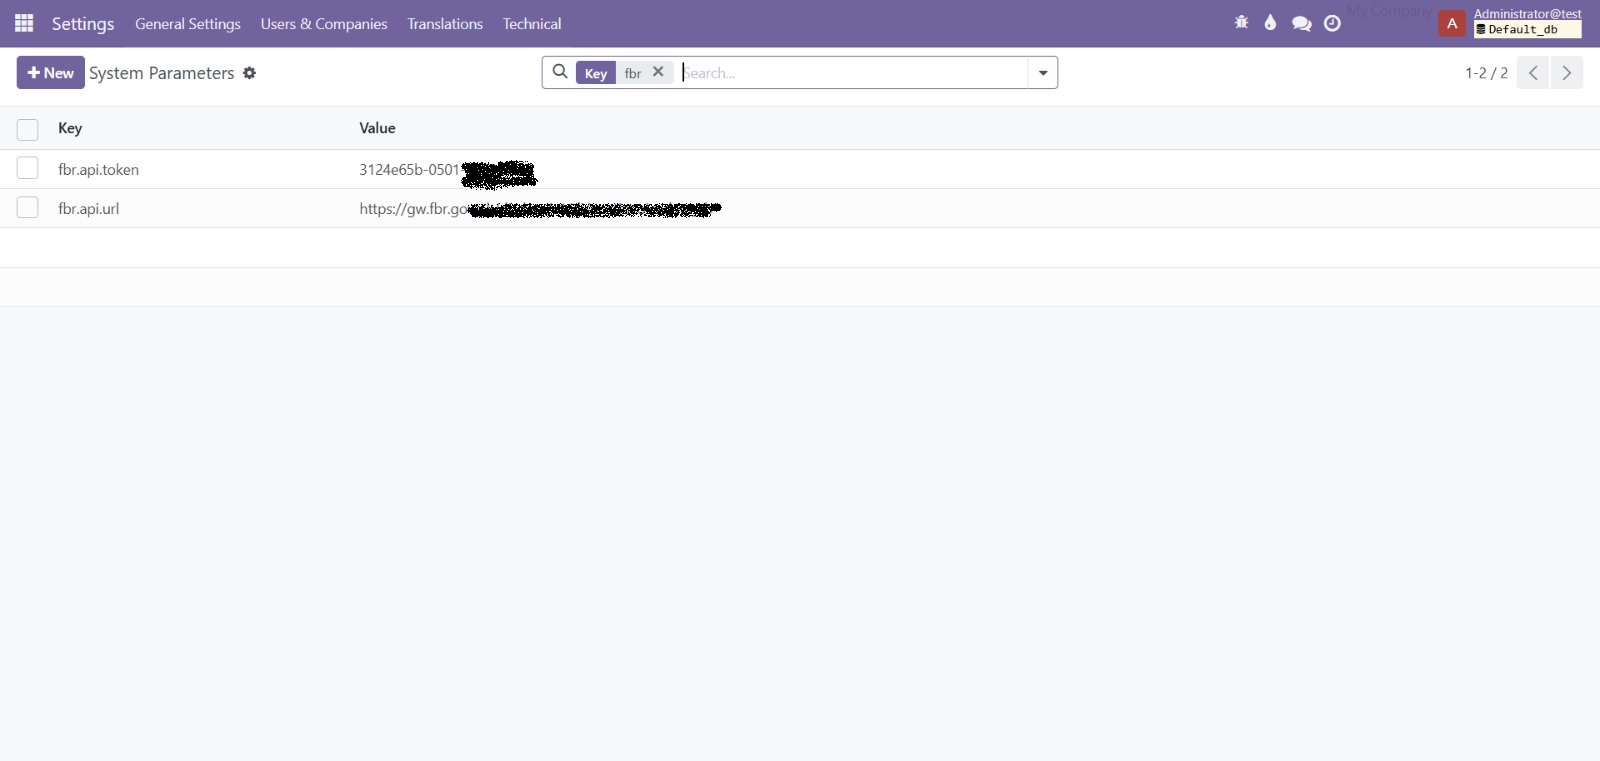 Settings General Settings Users & Companies Translations Technical My Company A Administrator@test
Default_db
New System Parameters Key fbr Search... 1-2 / 2
Key Value
fbr.api.token 3124e65b-0501
fbr.api.url https://gw.fbr.go